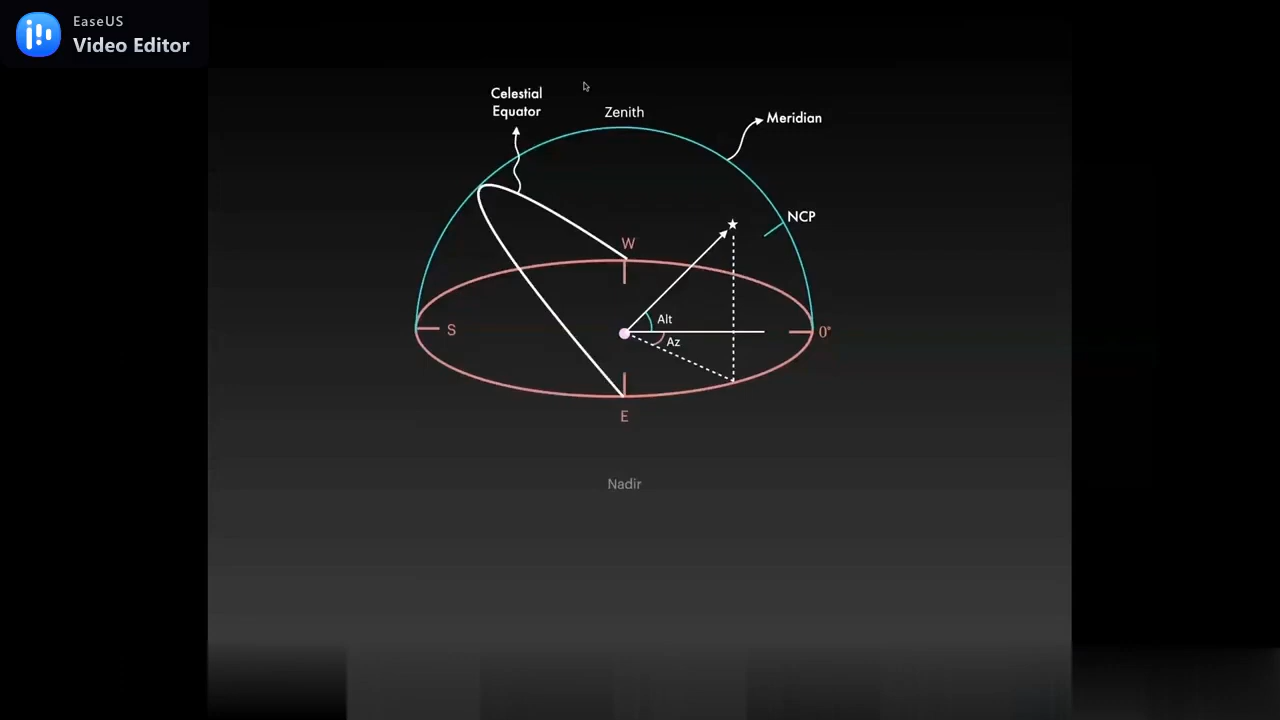 EaseUS
Video Editor
Celestial
Equator
Zenith
Meridian
NCP
W
Alt
S
0°
Az
E
Nadir